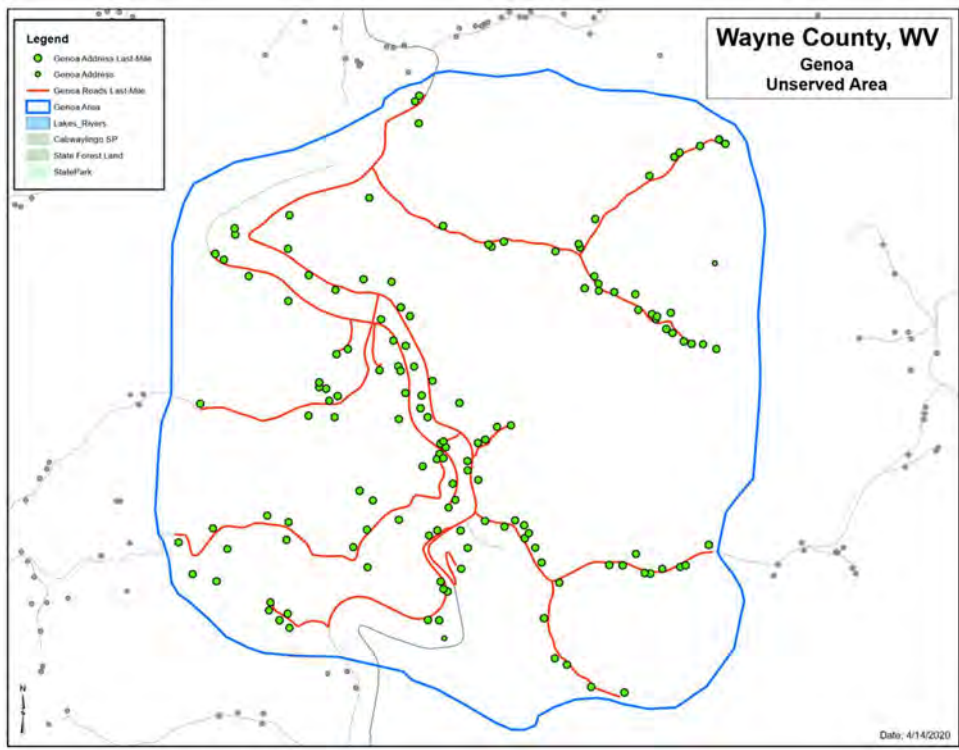 Wayne County, WV
Genoa
Unserved Area
Legend
Genoa Address Last-Mile
Genoa Address
Genoa Roads Last-Mile
Genoa Area
Lakes_Rivers
Cabwaylingo SP
State Forest Land
StatePark
N
Date: 4/14/2020